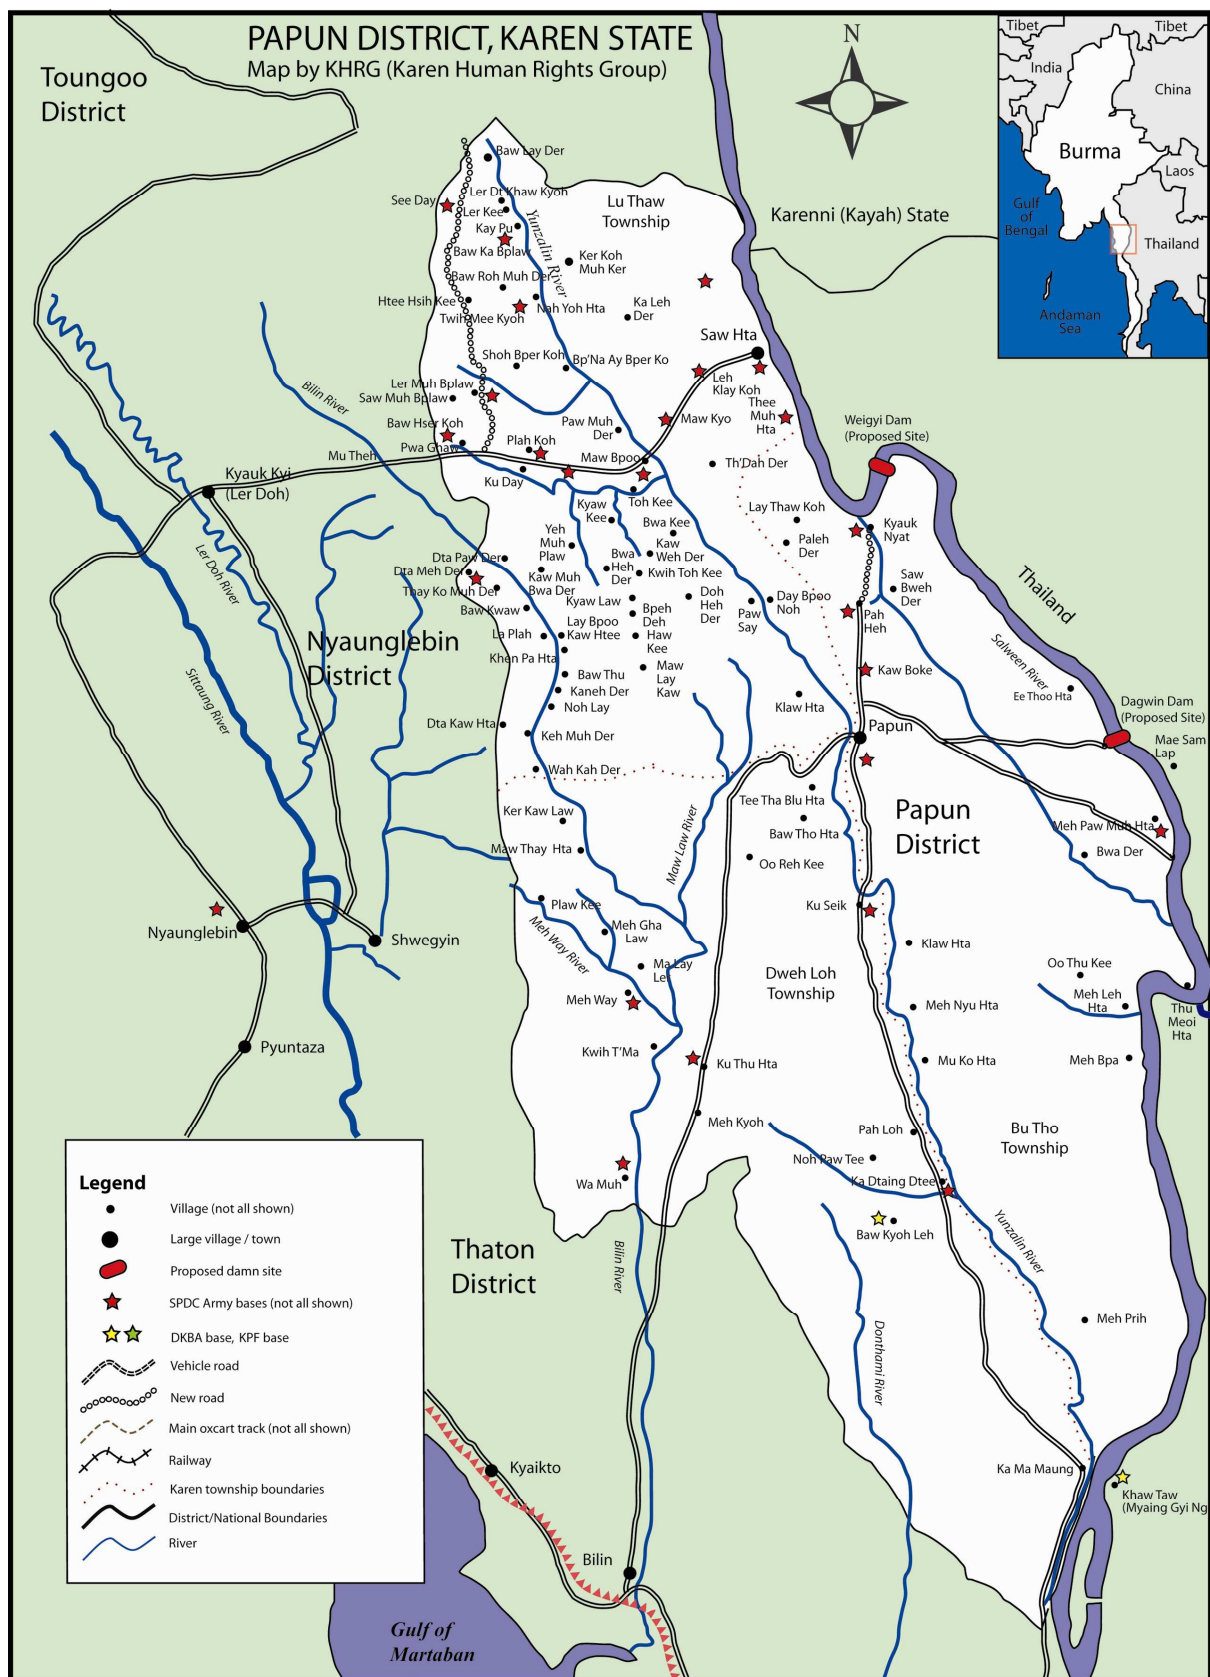 PAPUN DISTRICT, KAREN STATE
Map by KHRG (Karen Human Rights Group)
Toungoo
District
N
Tibet
Tibet
India
China
Burma
Laos
Gulf
of
Bengal
Thailand
Andaman
Sea
Karenni (Kayah) State
Lu Thaw
Township
Baw Lay Der
See Day
Ler Dt Khaw Kyoh
Ler Kee
Kay Pu
Baw Ka Bplaw
Yunzalin River
Ker Koh
Muh Ker
Baw Roh Muh Der
Htee Hsih Kee
Nah Yoh Hta
Twih Mee Kyoh
Ka Leh
Der
Saw Hta
Shoh Bper Koh
Bp'Na Ay Bper Ko
Leh
Klay Koh
Ler Muh Bplaw
Saw Muh Bplaw
Thee
Muh
Hta
Bilin River
Baw Hser Koh
Paw Muh
Der
Maw Kyo
Weigyi Dam
(Proposed Site)
Pwa Ghaw
Plah Koh
Mu Theh
Maw Bpoo
Th'Dah Der
Kyauk Kyi
(Ler Doh)
Ku Day
Toh Kee
Kyaw
Kee
Lay Thaw Koh
Bwa Kee
Kyauk
Nyat
Yeh
Muh
Plaw
Kaw
Weh Der
Paleh
Der
Ler Doh River
Dta Paw Der
Bwa
Heh
Der
Dta Meh Der
Kaw Muh
Bwa Der
Kwih Toh Kee
Thailand
Thay Ko Muh Der
Saw
Bweh
Der
Kyaw Law
Doh
Heh
Der
Paw
Say
Day Bpoo
Noh
Baw Kwaw
Bpeh
Deh
Pah
Heh
Lay Bpoo
Kaw Htee
La Plah
Haw
Kee
Nyaunglebin
District
Khen Pa Hta
Salween River
Sittaung River
Baw Thu
Maw
Lay
Kaw
Kaw Boke
Kaneh Der
Ee Thoo Hta
Noh Lay
Klaw Hta
Dagwin Dam
(Proposed Site)
Dta Kaw Hta
Keh Muh Der
Papun
Mae Sam
Lap
Wah Kah Der
Tee Tha Blu Hta
Ker Kaw Law
Papun
District
Baw Tho Hta
Meh Paw Muh Hta
Maw Thay Hta
Maw Law River
Oo Reh Kee
Bwa Der
Plaw Kee
Ku Seik
Nyaunglebin
Shwegyin
Meh Way River
Meh Gha
Law
Klaw Hta
Ma Lay
Ler
Oo Thu Kee
Dweh Loh
Township
Meh Way
Meh Nyu Hta
Meh Leh
Hta
Thu
Meoi
Hta
Pyuntaza
Kwih T'Ma
Ku Thu Hta
Mu Ko Hta
Meh Bpa
Meh Kyoh
Pah Loh
Bu Tho
Township
Noh Paw Tee
Wa Muh
Ka Dtaing Dtee
Baw Kyoh Leh
Yunzalin River
Thaton
District
Bilin River
Meh Prih
Donthami River
Kyaikto
Ka Ma Maung
Khaw Taw
(Myaing Gyi Ng
Bilin
Gulf of
Martaban
Legend
Village (not all shown)
Large village / town
Proposed damn site
SPDC Army bases (not all shown)
DKBA base, KPF base
Vehicle road
New road
Main oxcart track (not all shown)
Railway
Karen township boundaries
District/National Boundaries
River